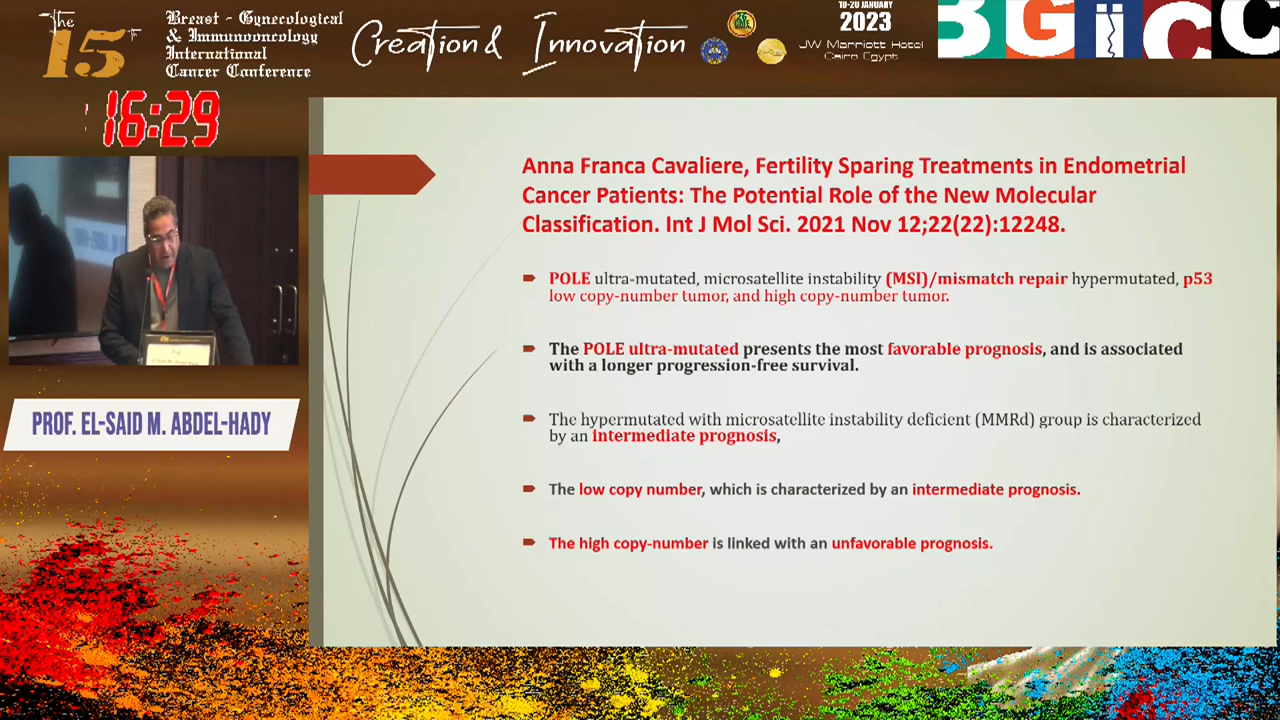 The
15th
Breast - Gynecological
& Immunooncology
International
Cancer Conference
Creation & Innovation
18-20 JANUARY
2023
JW Marriott Hotel
Cairo Egypt
BGICC
16:29
PROF. EL-SAID M. ABDEL-HADY
Anna Franca Cavaliere, Fertility Sparing Treatments in Endometrial
Cancer Patients: The Potential Role of the New Molecular
Classification. Int J Mol Sci. 2021 Nov 12;22(22):12248.
POLE ultra-mutated, microsatellite instability (MSI)/mismatch repair hypermutated, p53
low copy-number tumor, and high copy-number tumor.
The POLE ultra-mutated presents the most favorable prognosis, and is associated
with a longer progression-free survival.
The hypermutated with microsatellite instability deficient (MMRd) group is characterized
by an intermediate prognosis,
The low copy number, which is characterized by an intermediate prognosis.
The high copy-number is linked with an unfavorable prognosis.